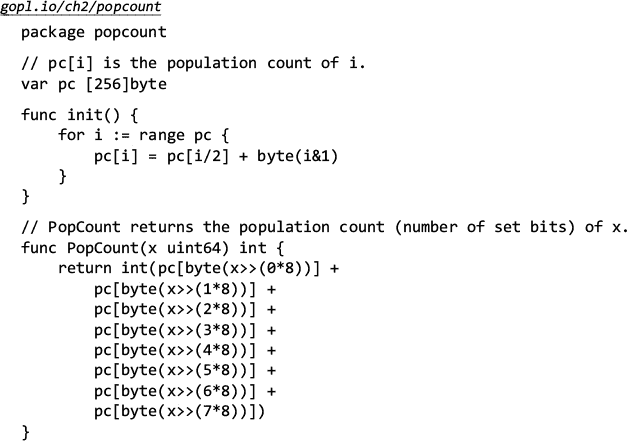 gopl.io/ch2/popcount
package popcount
// pc[i] is the population count of i.
var pc [256]byte
func init() {
    for i := range pc {
        pc[i] = pc[i/2] + byte(i&1)
    }
}
// PopCount returns the population count (number of set bits) of x.
func PopCount(x uint64) int {
    return int(pc[byte(x>>(0*8))] +
        pc[byte(x>>(1*8))] +
        pc[byte(x>>(2*8))] +
        pc[byte(x>>(3*8))] +
        pc[byte(x>>(4*8))] +
        pc[byte(x>>(5*8))] +
        pc[byte(x>>(6*8))] +
        pc[byte(x>>(7*8))])
}